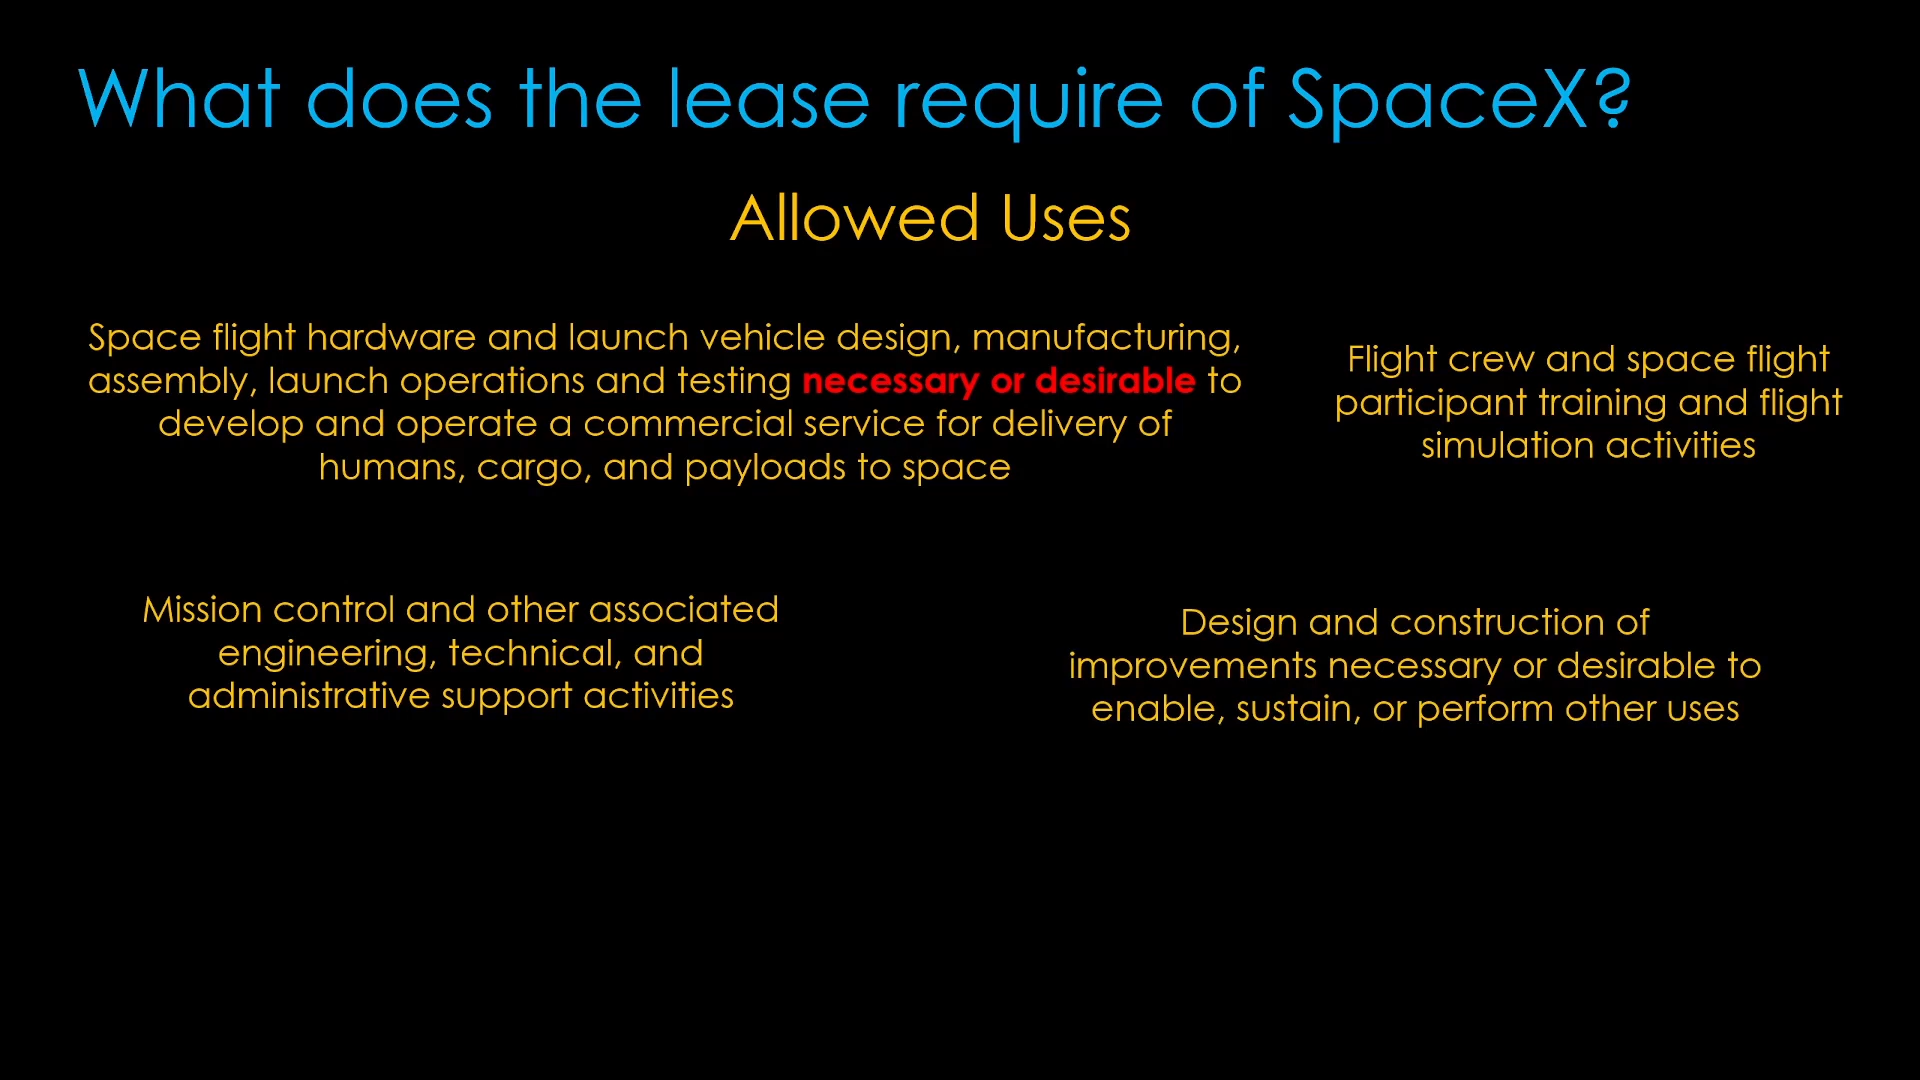 What does the lease require of SpaceX?
Allowed Uses
Space flight hardware and launch vehicle design, manufacturing,
assembly, launch operations and testing necessary or desirable to
develop and operate a commercial service for delivery of
humans, cargo, and payloads to space
Flight crew and space flight
participant training and flight
simulation activities
Mission control and other associated
engineering, technical, and
administrative support activities
Design and construction of
improvements necessary or desirable to
enable, sustain, or perform other uses